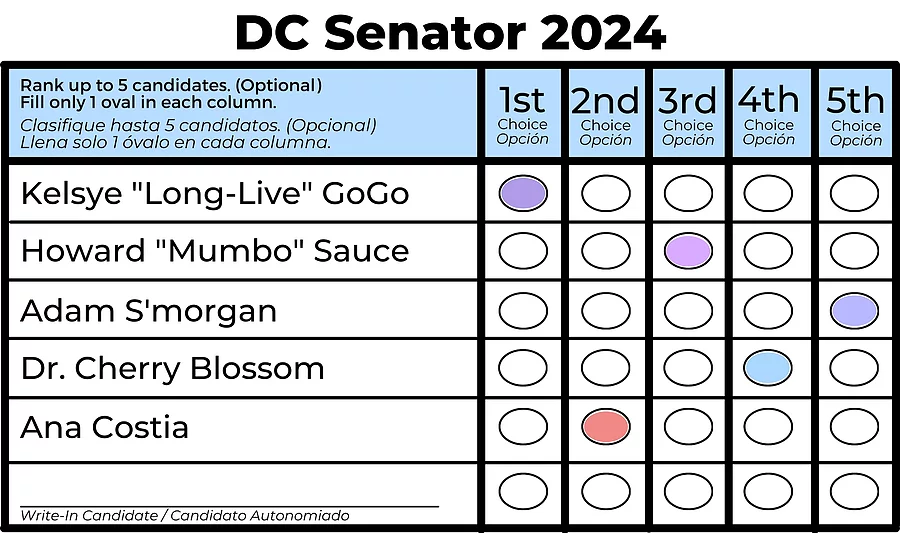 DC Senator 2024
Rank up to 5 candidates. (Optional)
Fill only 1 oval in each column.
Clasifique hasta 5 candidatos. (Opcional)
Llena solo 1 óvalo en cada columna.
1st 2nd 3rd 4th 5th
Choice Choice Choice Choice Choice
Opción Opción Opción Opción Opción
Kelsye "Long-Live" GoGo
Howard "Mumbo" Sauce
Adam S'morgan
Dr. Cherry Blossom
Ana Costia
Write-In Candidate / Candidato Autonomiado